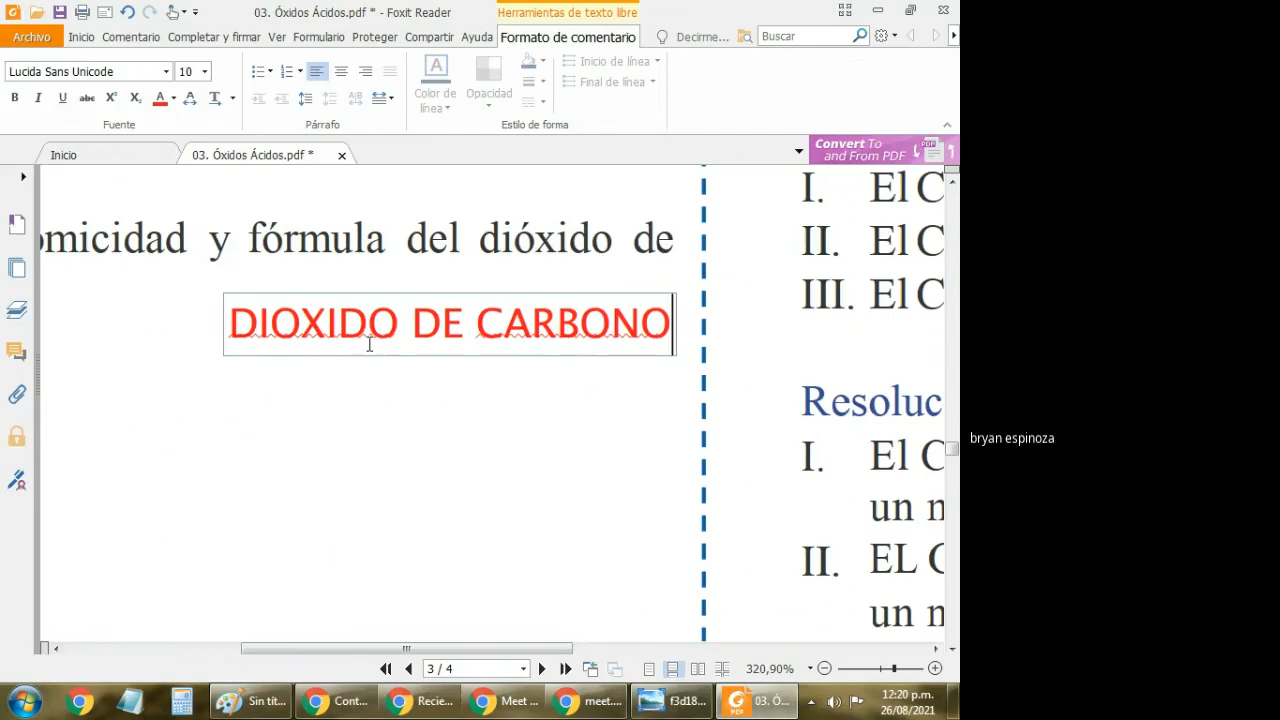 03. Óxidos Ácidos.pdf * - Foxit Reader
Herramientas de texto libre
Archivo Inicio Comentario Completar y firmar Ver Formulario Proteger Compartir Ayuda Formato de comentario Decirme... Buscar
Lucida Sans Unicode 10
Color de línea
Opacidad
Inicio de línea
Final de línea
Fuente Párrafo Estilo de forma
Inicio 03. Óxidos Ácidos.pdf *
Convert To
and From PDF
omicidad y fórmula del dióxido de
DIOXIDO DE CARBONO
I. El C
II. El C
III. El C
Resoluc
I. El C
un n
II. EL C
un n
bryan espinoza
3 / 4
320,90%
Sin tít...
Cont...
Recie...
Meet ...
meet....
f3d18...
03. Ó...
12:20 p.m.
26/08/2021